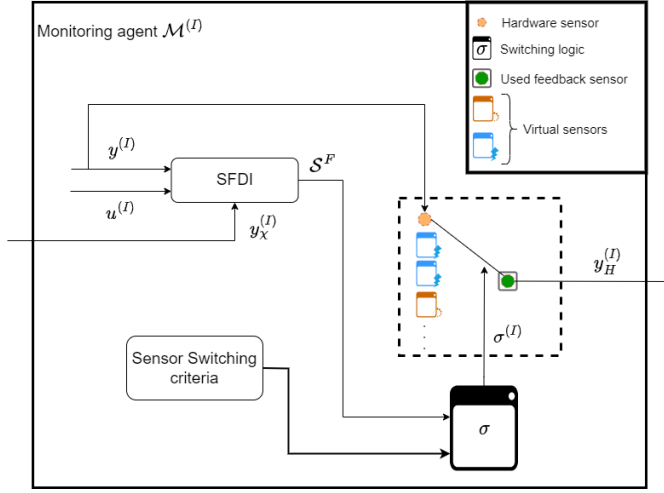 Monitoring agent 𝓜^(I)
Hardware sensor
σ Switching logic
Used feedback sensor
Virtual sensors
y^(I)
𝒮^F
SFDI
u^(I)
y_χ^(I)
y_H^(I)
σ^(I)
Sensor Switching
criteria
σ